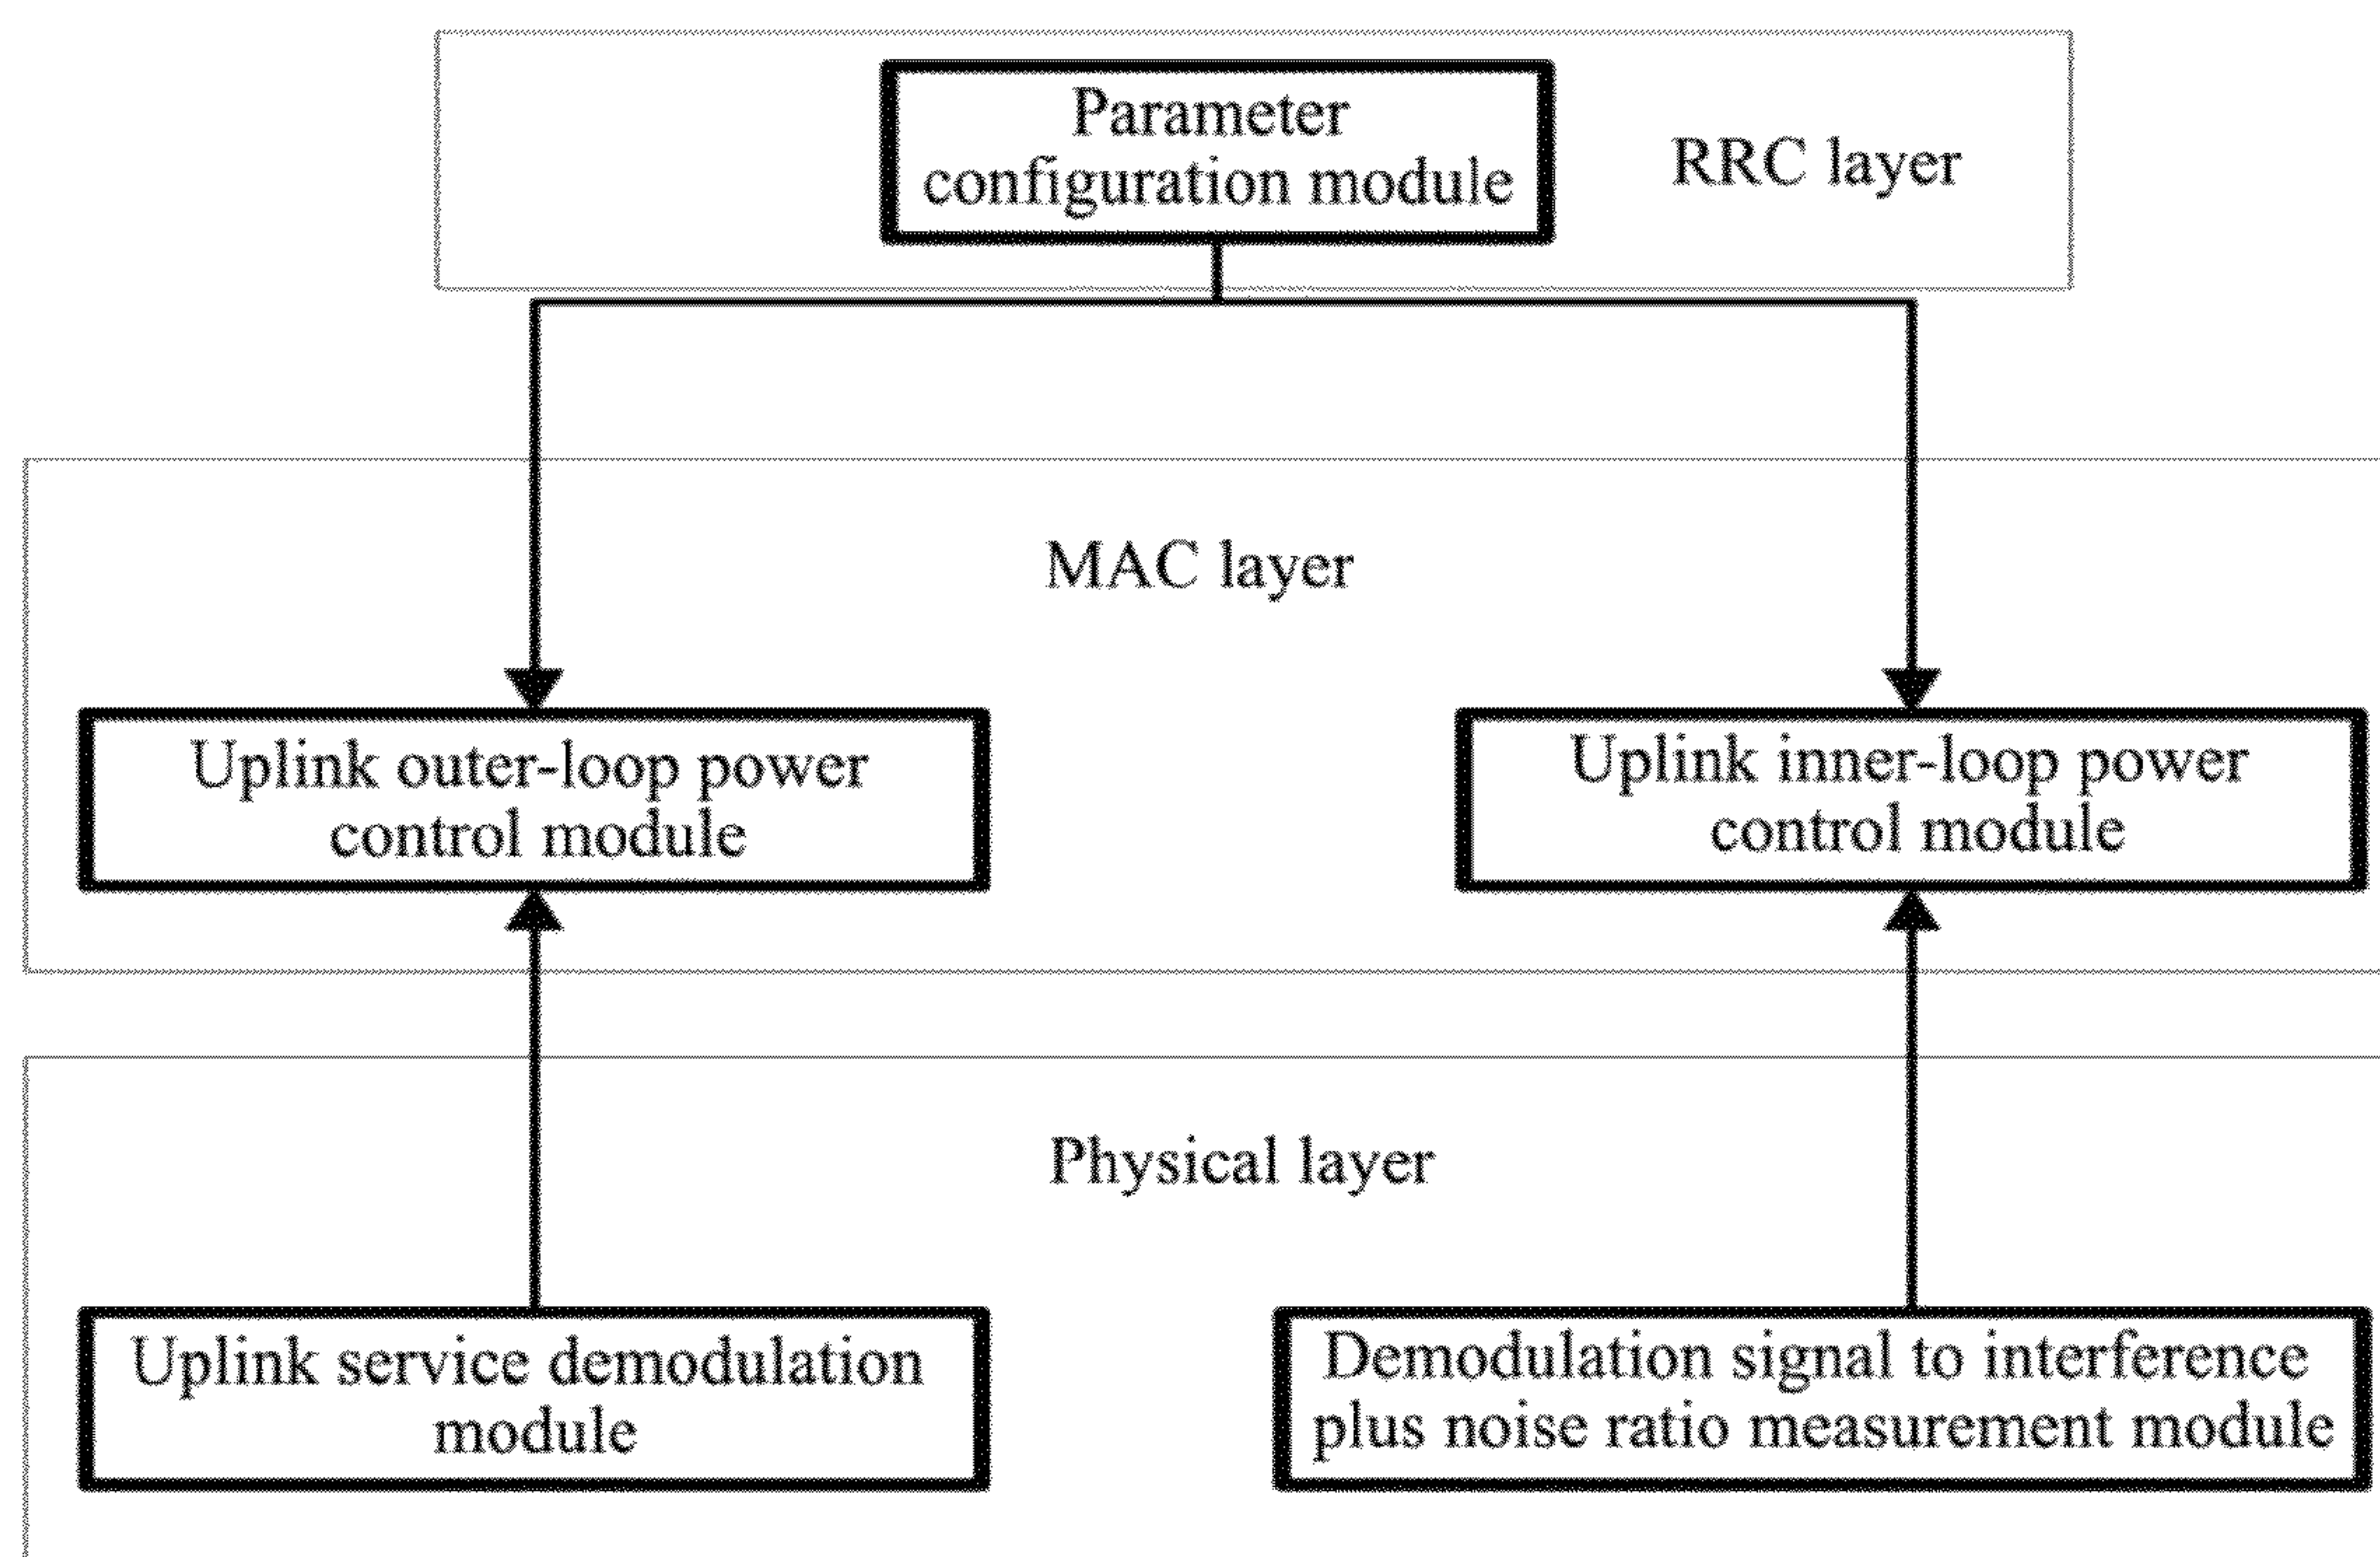 Parameter
configuration module
RRC layer
MAC layer
Uplink outer-loop power
control module
Uplink inner-loop power
control module
Physical layer
Uplink service demodulation
module
Demodulation signal to interference
plus noise ratio measurement module